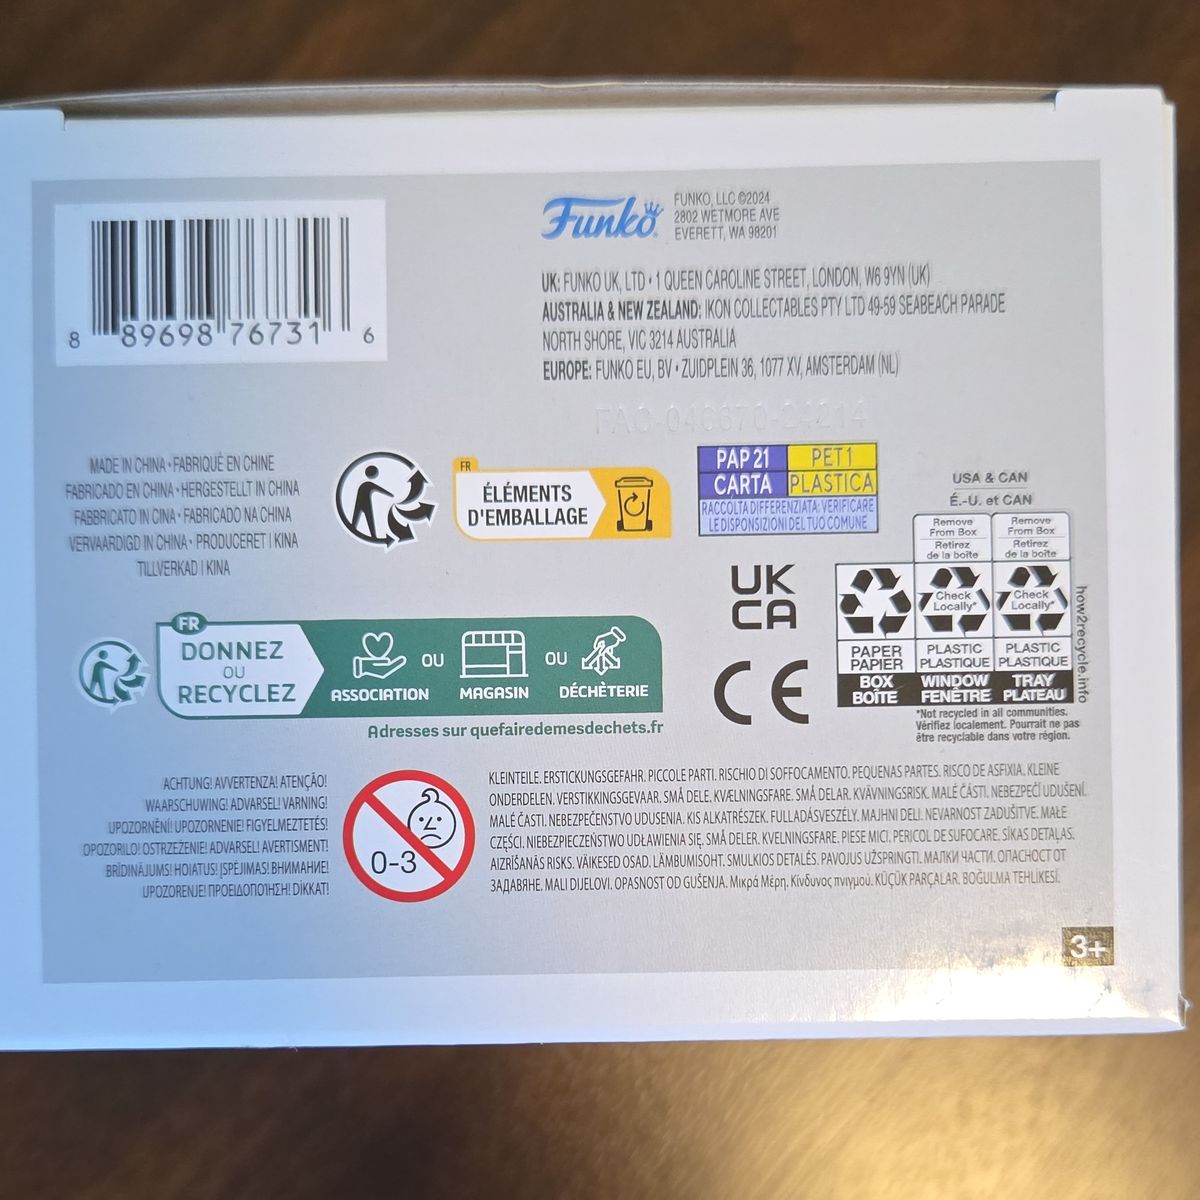 8 89698 76731 6
Funko
FUNKO, LLC ©2024
2802 WETMORE AVE
EVERETT, WA 98201
UK: FUNKO UK, LTD • 1 QUEEN CAROLINE STREET, LONDON, W6 9YN (UK)
AUSTRALIA & NEW ZEALAND: IKON COLLECTABLES PTY LTD 49-59 SEABEACH PARADE
NORTH SHORE, VIC 3214 AUSTRALIA
EUROPE: FUNKO EU, BV • ZUIDPLEIN 36, 1077 XV, AMSTERDAM (NL)
FAC-046670-24214
MADE IN CHINA • FABRIQUÉ EN CHINE
FABRICADO EN CHINA • HERGESTELLT IN CHINA
FABBRICATO IN CINA • FABRICADO NA CHINA
VERVAARDIGD IN CHINA • PRODUCERET I KINA
TILLVERKAD I KINA
FR
ÉLÉMENTS
D'EMBALLAGE
PAP 21 PET1
CARTA PLASTICA
RACCOLTA DIFFERENZIATA: VERIFICARE
LE DISPOSIZIONI DEL TUO COMUNE
USA & CAN
É.-U. et CAN
Remove From Box
Retirez de la boîte
Remove From Box
Retirez de la boîte
Check Locally*
Check Locally*
PAPER PAPIER
PLASTIC PLASTIQUE
PLASTIC PLASTIQUE
BOX BOÎTE
WINDOW FENÊTRE
TRAY PLATEAU
how2recycle.info
*Not recycled in all communities.
Vérifiez localement. Pourrait ne pas
être recyclable dans votre région.
UK
CA
CE
FR
DONNEZ
OU
RECYCLEZ
ASSOCIATION OU MAGASIN OU DÉCHÈTERIE
Adresses sur quefairedemesdechets.fr
ACHTUNG! AVVERTENZA! ATENÇÃO!
WAARSCHUWING! ADVARSEL! VARNING!
UPOZORNĚNÍ! UPOZORNENIE! FIGYELMEZTETÉS!
OPOZORILO! OSTRZEŻENIE! ADVARSEL! AVERTISMENT!
BRĪDINĀJUMS! HOIATUS! ĮSPĖJIMAS! ВНИМАНИЕ!
UPOZORENJE! ΠΡΟΕΙΔΟΠΟΊΗΣΗ! DİKKAT!
0-3
KLEINTEILE. ERSTICKUNGSGEFAHR. PICCOLE PARTI. RISCHIO DI SOFFOCAMENTO. PEQUENAS PARTES. RISCO DE ASFIXIA. KLEINE
ONDERDELEN. VERSTIKKINGSGEVAAR. SMÅ DELE. KVÆLNINGSFARE. SMÅ DELAR. KVÄVNINGSRISK. MALÉ ČÁSTI. NEBEZPEČÍ UDUŠENÍ.
MALÉ ČASTI. NEBEZPEČENSTVO UDUSENIA. KIS ALKATRÉSZEK. FULLADÁSVESZÉLY. MAJHNI DELI. NEVARNOST ZADUŠITVE. MAŁE
CZĘŚCI. NIEBEZPIECZEŃSTWO UDŁAWIENIA SIĘ. SMÅ DELER. KVELNINGSFARE. PIESE MICI. PERICOL DE SUFOCARE. SĪKAS DETAĻAS.
AIZRĪŠANĀS RISKS. VÄIKESED OSAD. LÄMBUMISOHT. SMULKIOS DETALĖS. PAVOJUS UŽSPRINGTI. МАЛКИ ЧАСТИ. ОПАСНОСТ ОТ
ЗАДАВЯНЕ. MALI DIJELOVI. OPASNOST OD GUŠENJA. Μικρά Μέρη. Κίνδυνος πνιγμού. KÜÇÜK PARÇALAR. BOĞULMA TEHLİKESİ.
3+